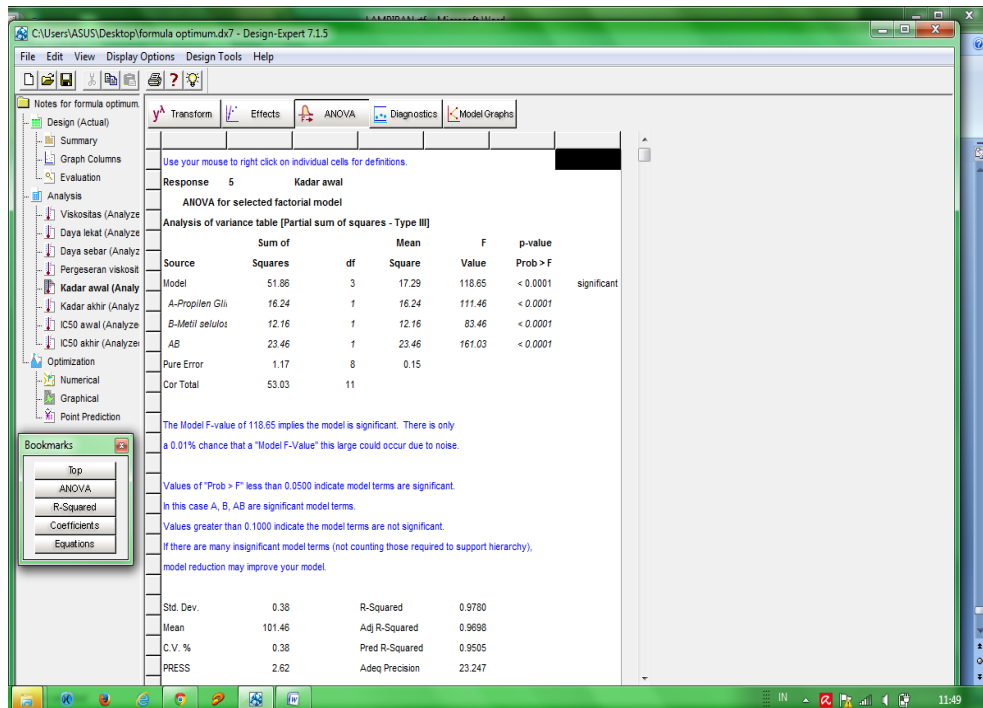 LAMPIRAN.rtf - Microsoft Word
C:\Users\ASUS\Desktop\formula optimum.dx7 - Design-Expert 7.1.5
File Edit View Display Options Design Tools Help
Notes for formula optimum.
Design (Actual)
Summary
Graph Columns
Evaluation
Analysis
Viskositas (Analyze
Daya lekat (Analyze
Daya sebar (Analyz
Pergeseran viskosit
Kadar awal (Analy
Kadar akhir (Analyz
IC50 awal (Analyze
IC50 akhir (Analyze
Optimization
Numerical
Graphical
Point Prediction
Bookmarks
Top
ANOVA
R-Squared
Coefficients
Equations
yλ Transform Effects ANOVA Diagnostics Model Graphs
Use your mouse to right click on individual cells for definitions.
Response 5 Kadar awal
ANOVA for selected factorial model
Analysis of variance table [Partial sum of squares - Type III]
Sum of Mean F p-value
Source Squares df Square Value Prob > F
Model 51.86 3 17.29 118.65 < 0.0001 significant
A-Propilen Gli 16.24 1 16.24 111.46 < 0.0001
B-Metil selulos 12.16 1 12.16 83.46 < 0.0001
AB 23.46 1 23.46 161.03 < 0.0001
Pure Error 1.17 8 0.15
Cor Total 53.03 11
The Model F-value of 118.65 implies the model is significant. There is only
a 0.01% chance that a "Model F-Value" this large could occur due to noise.
Values of "Prob > F" less than 0.0500 indicate model terms are significant.
In this case A, B, AB are significant model terms.
Values greater than 0.1000 indicate the model terms are not significant.
If there are many insignificant model terms (not counting those required to support hierarchy),
model reduction may improve your model.
Std. Dev. 0.38 R-Squared 0.9780
Mean 101.46 Adj R-Squared 0.9698
C.V. % 0.38 Pred R-Squared 0.9505
PRESS 2.62 Adeq Precision 23.247
IN 11:49